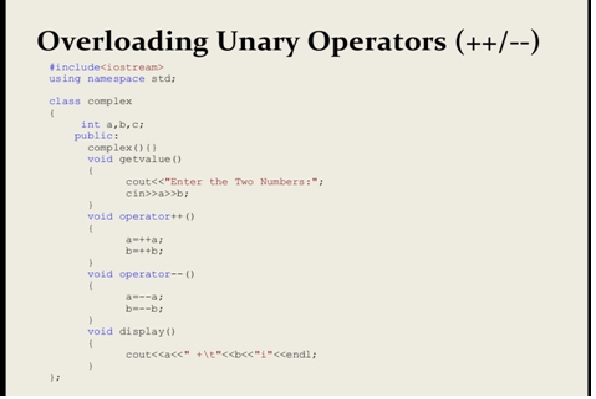 Overloading Unary Operators (++/--)
#include<iostream>
using namespace std;
class complex
{
int a,b,c;
public:
complex(){}
void getvalue()
{
cout<<"Enter the Two Numbers:";
cin>>a>>b;
}
void operator++()
{
a=++a;
b=++b;
}
void operator--()
{
a=--a;
b=--b;
}
void display()
{
cout<<a<<" +\t"<<b<<"i"<<endl;
}
};